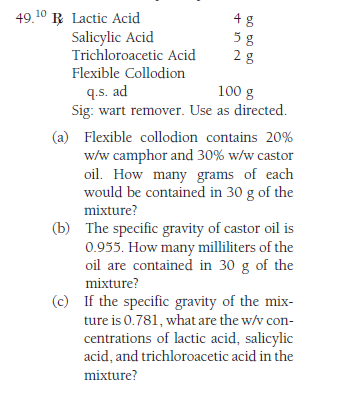 49.¹⁰ ℞ Lactic Acid 4 g
Salicylic Acid 5 g
Trichloroacetic Acid 2 g
Flexible Collodion
q.s. ad 100 g
Sig: wart remover. Use as directed.
(a) Flexible collodion contains 20%
w/w camphor and 30% w/w castor
oil. How many grams of each
would be contained in 30 g of the
mixture?
(b) The specific gravity of castor oil is
0.955. How many milliliters of the
oil are contained in 30 g of the
mixture?
(c) If the specific gravity of the mix-
ture is 0.781, what are the w/v con-
centrations of lactic acid, salicylic
acid, and trichloroacetic acid in the
mixture?